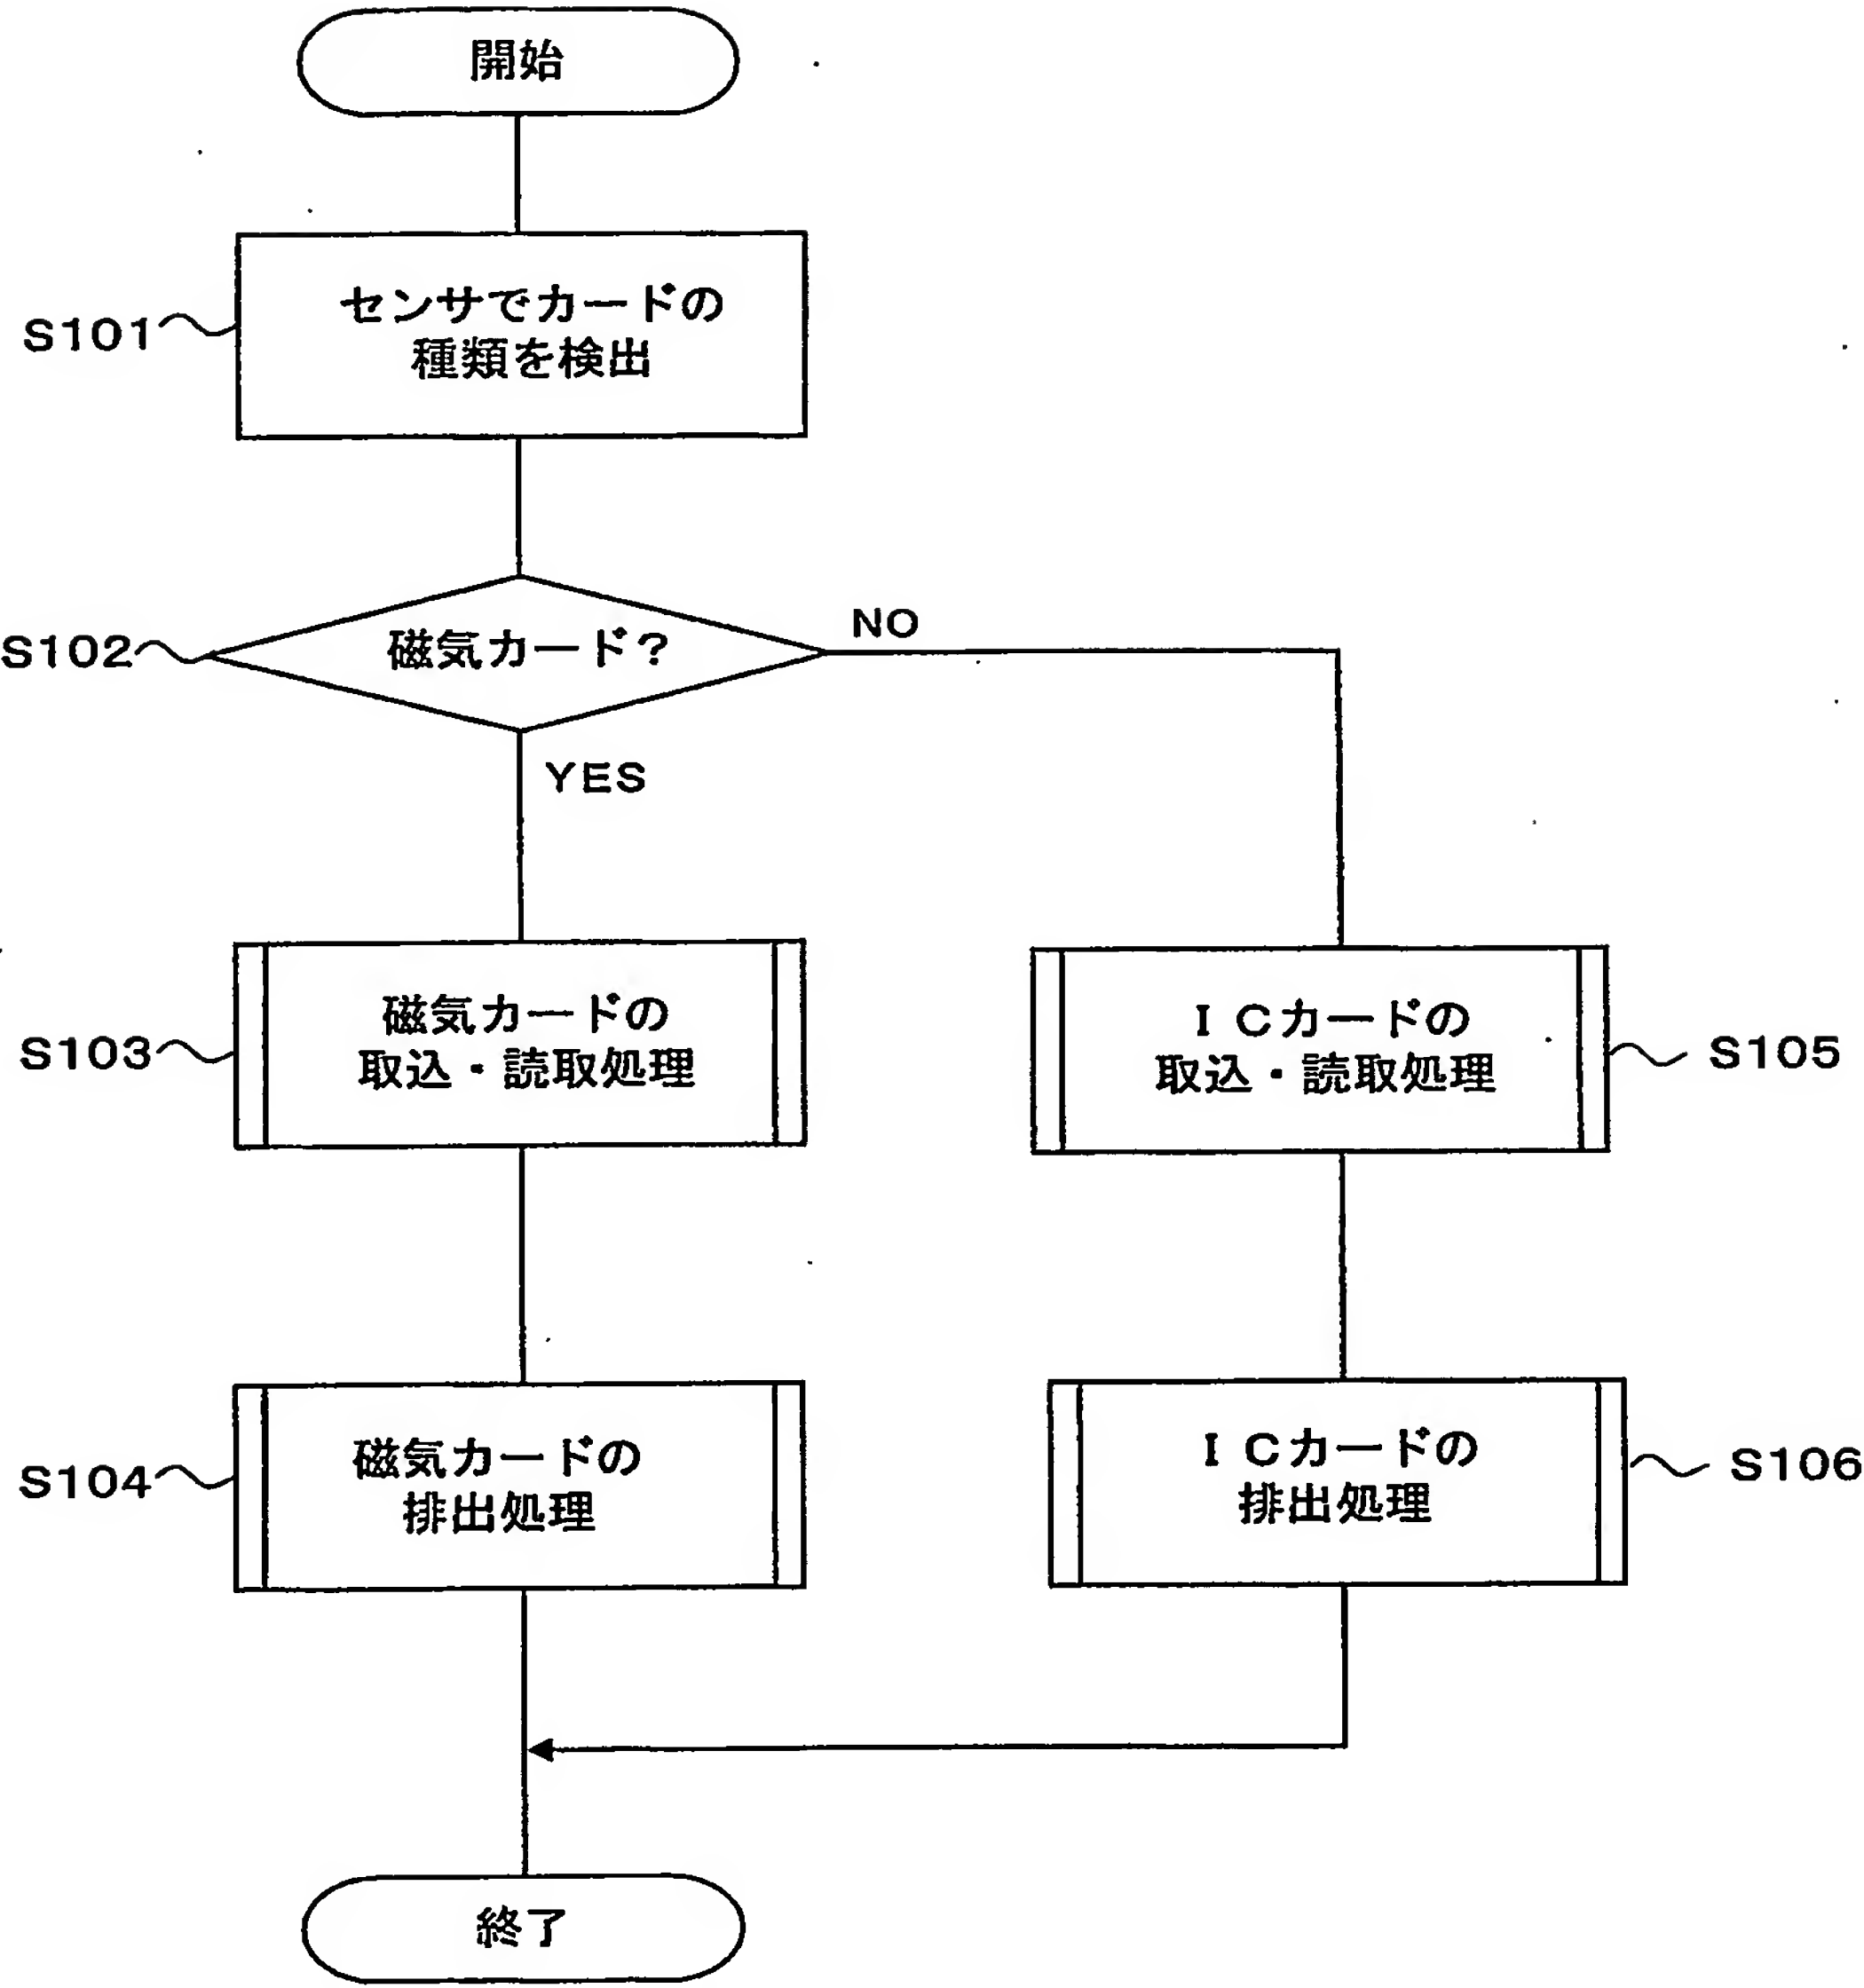 開始
S101
センサでカードの
種類を検出
S102
磁気カード?
NO
YES
S103
磁気カードの
取込・読取処理
ICカードの
取込・読取処理
S105
S104
磁気カードの
排出処理
ICカードの
排出処理
S106
終了